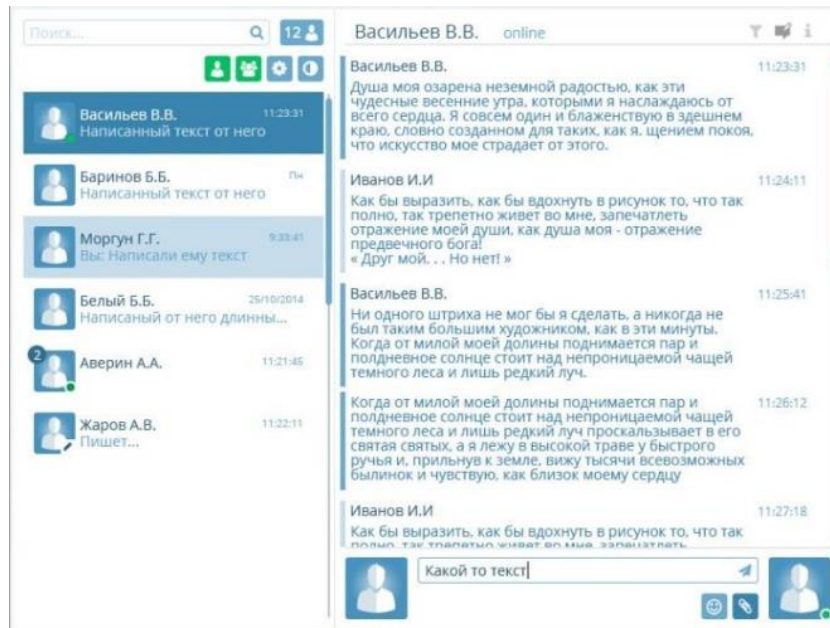 Поиск...
12
Васильев В.В.
11:23:31
Написанный текст от него
Баринов Б.Б.
Пн
Написанный текст от него
Моргун Г.Г.
9:33:41
Вы: Написали ему текст
Белый Б.Б.
25/10/2014
Написаный от него длинны...
2
Аверин А.А.
11:21:45
Жаров А.В.
11:22:11
Пишет...
Васильев В.В. online
Васильев В.В.
11:23:31
Душа моя озарена неземной радостью, как эти
чудесные весенние утра, которыми я наслаждаюсь от
всего сердца. Я совсем один и блаженствую в здешнем
краю, словно созданном для таких, как я. щением покоя,
что искусство мое страдает от этого.
Иванов И.И
11:24:11
Как бы выразить, как бы вдохнуть в рисунок то, что так
полно, так трепетно живет во мне, запечатлеть
отражение моей души, как душа моя - отражение
предвечного бога!
« Друг мой. . . Но нет! »
Васильев В.В.
11:25:41
Ни одного штриха не мог бы я сделать, а никогда не
был таким большим художником, как в эти минуты.
Когда от милой моей долины поднимается пар и
полдневное солнце стоит над непроницаемой чащей
темного леса и лишь редкий луч.
Когда от милой моей долины поднимается пар и
11:26:12
полдневное солнце стоит над непроницаемой чащей
темного леса и лишь редкий луч проскальзывает в его
святая святых, а я лежу в высокой траве у быстрого
ручья и, прильнув к земле, вижу тысячи всевозможных
былинок и чувствую, как близок моему сердцу
Иванов И.И
11:27:18
Как бы выразить, как бы вдохнуть в рисунок то, что так
полно, так трепетно живет во мне, запечатлеть
Какой то текст